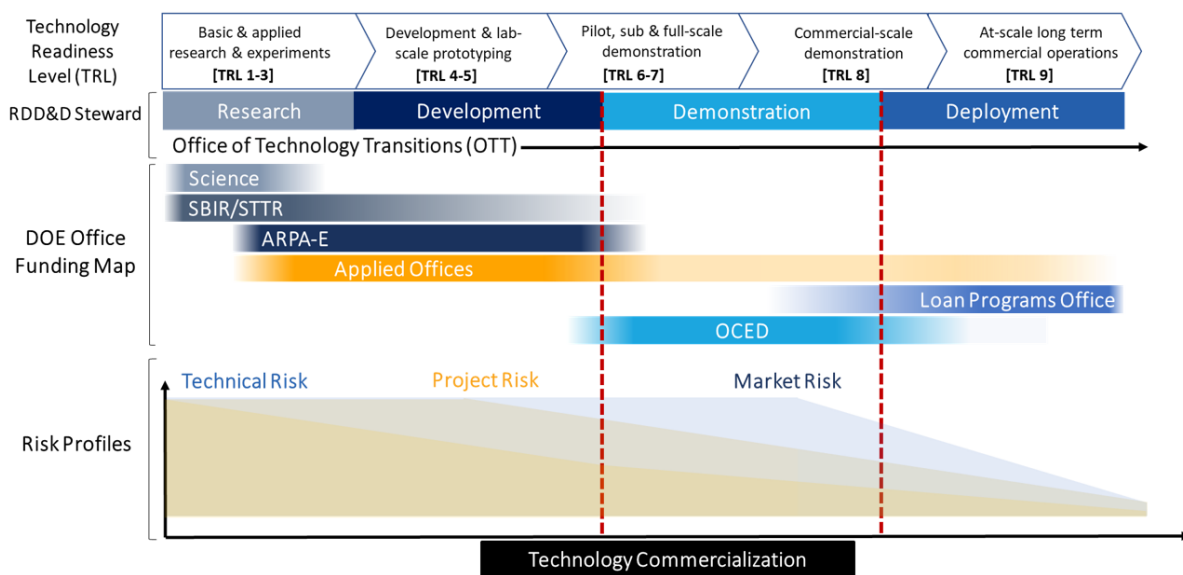 Technology
Readiness
Level (TRL)
Basic & applied
research & experiments
[TRL 1-3]
Development & lab-
scale prototyping
[TRL 4-5]
Pilot, sub & full-scale
demonstration
[TRL 6-7]
Commercial-scale
demonstration
[TRL 8]
At-scale long term
commercial operations
[TRL 9]
RDD&D Steward
Research
Development
Demonstration
Deployment
Office of Technology Transitions (OTT)
DOE Office
Funding Map
Science
SBIR/STTR
ARPA-E
Applied Offices
Loan Programs Office
OCED
Risk Profiles
Technical Risk
Project Risk
Market Risk
Technology Commercialization